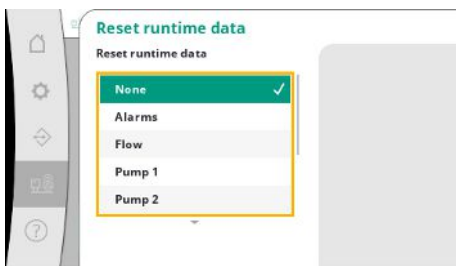 Reset runtime data
Reset runtime data
None
Alarms
Flow
Pump 1
Pump 2
?